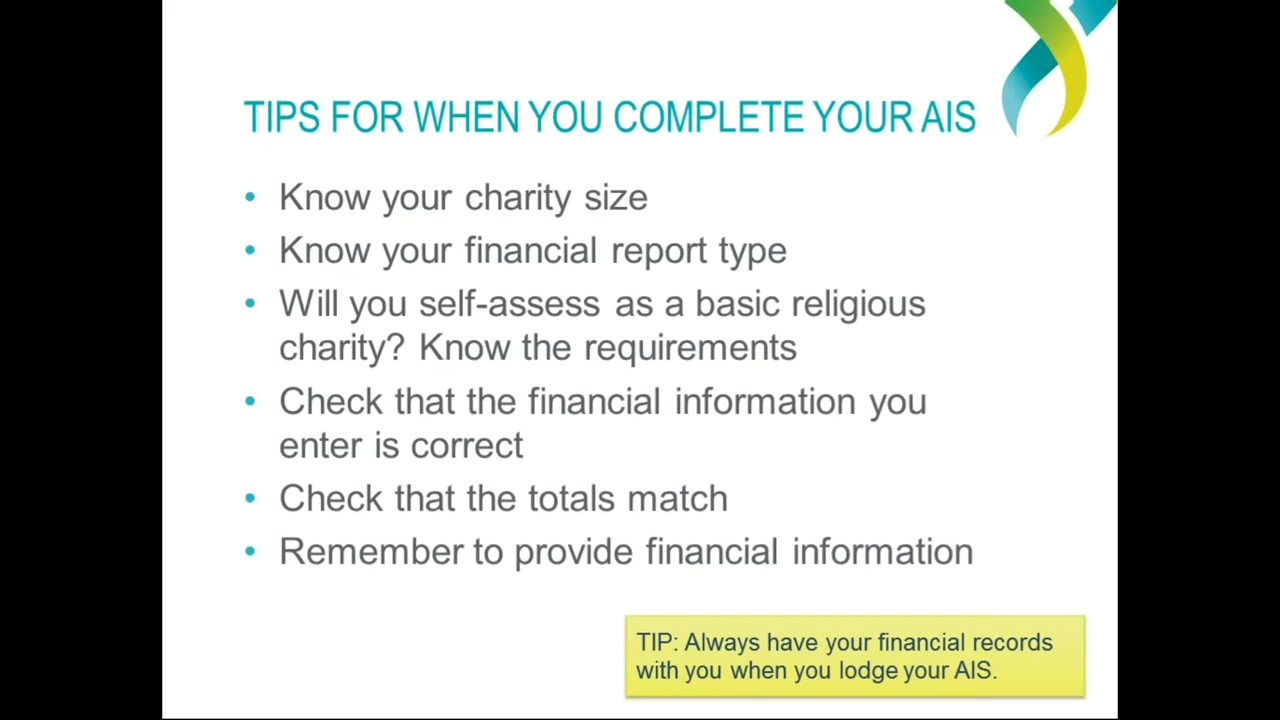 TIPS FOR WHEN YOU COMPLETE YOUR AIS
• Know your charity size
• Know your financial report type
• Will you self-assess as a basic religious
charity? Know the requirements
• Check that the financial information you
enter is correct
• Check that the totals match
• Remember to provide financial information
TIP: Always have your financial records
with you when you lodge your AIS.